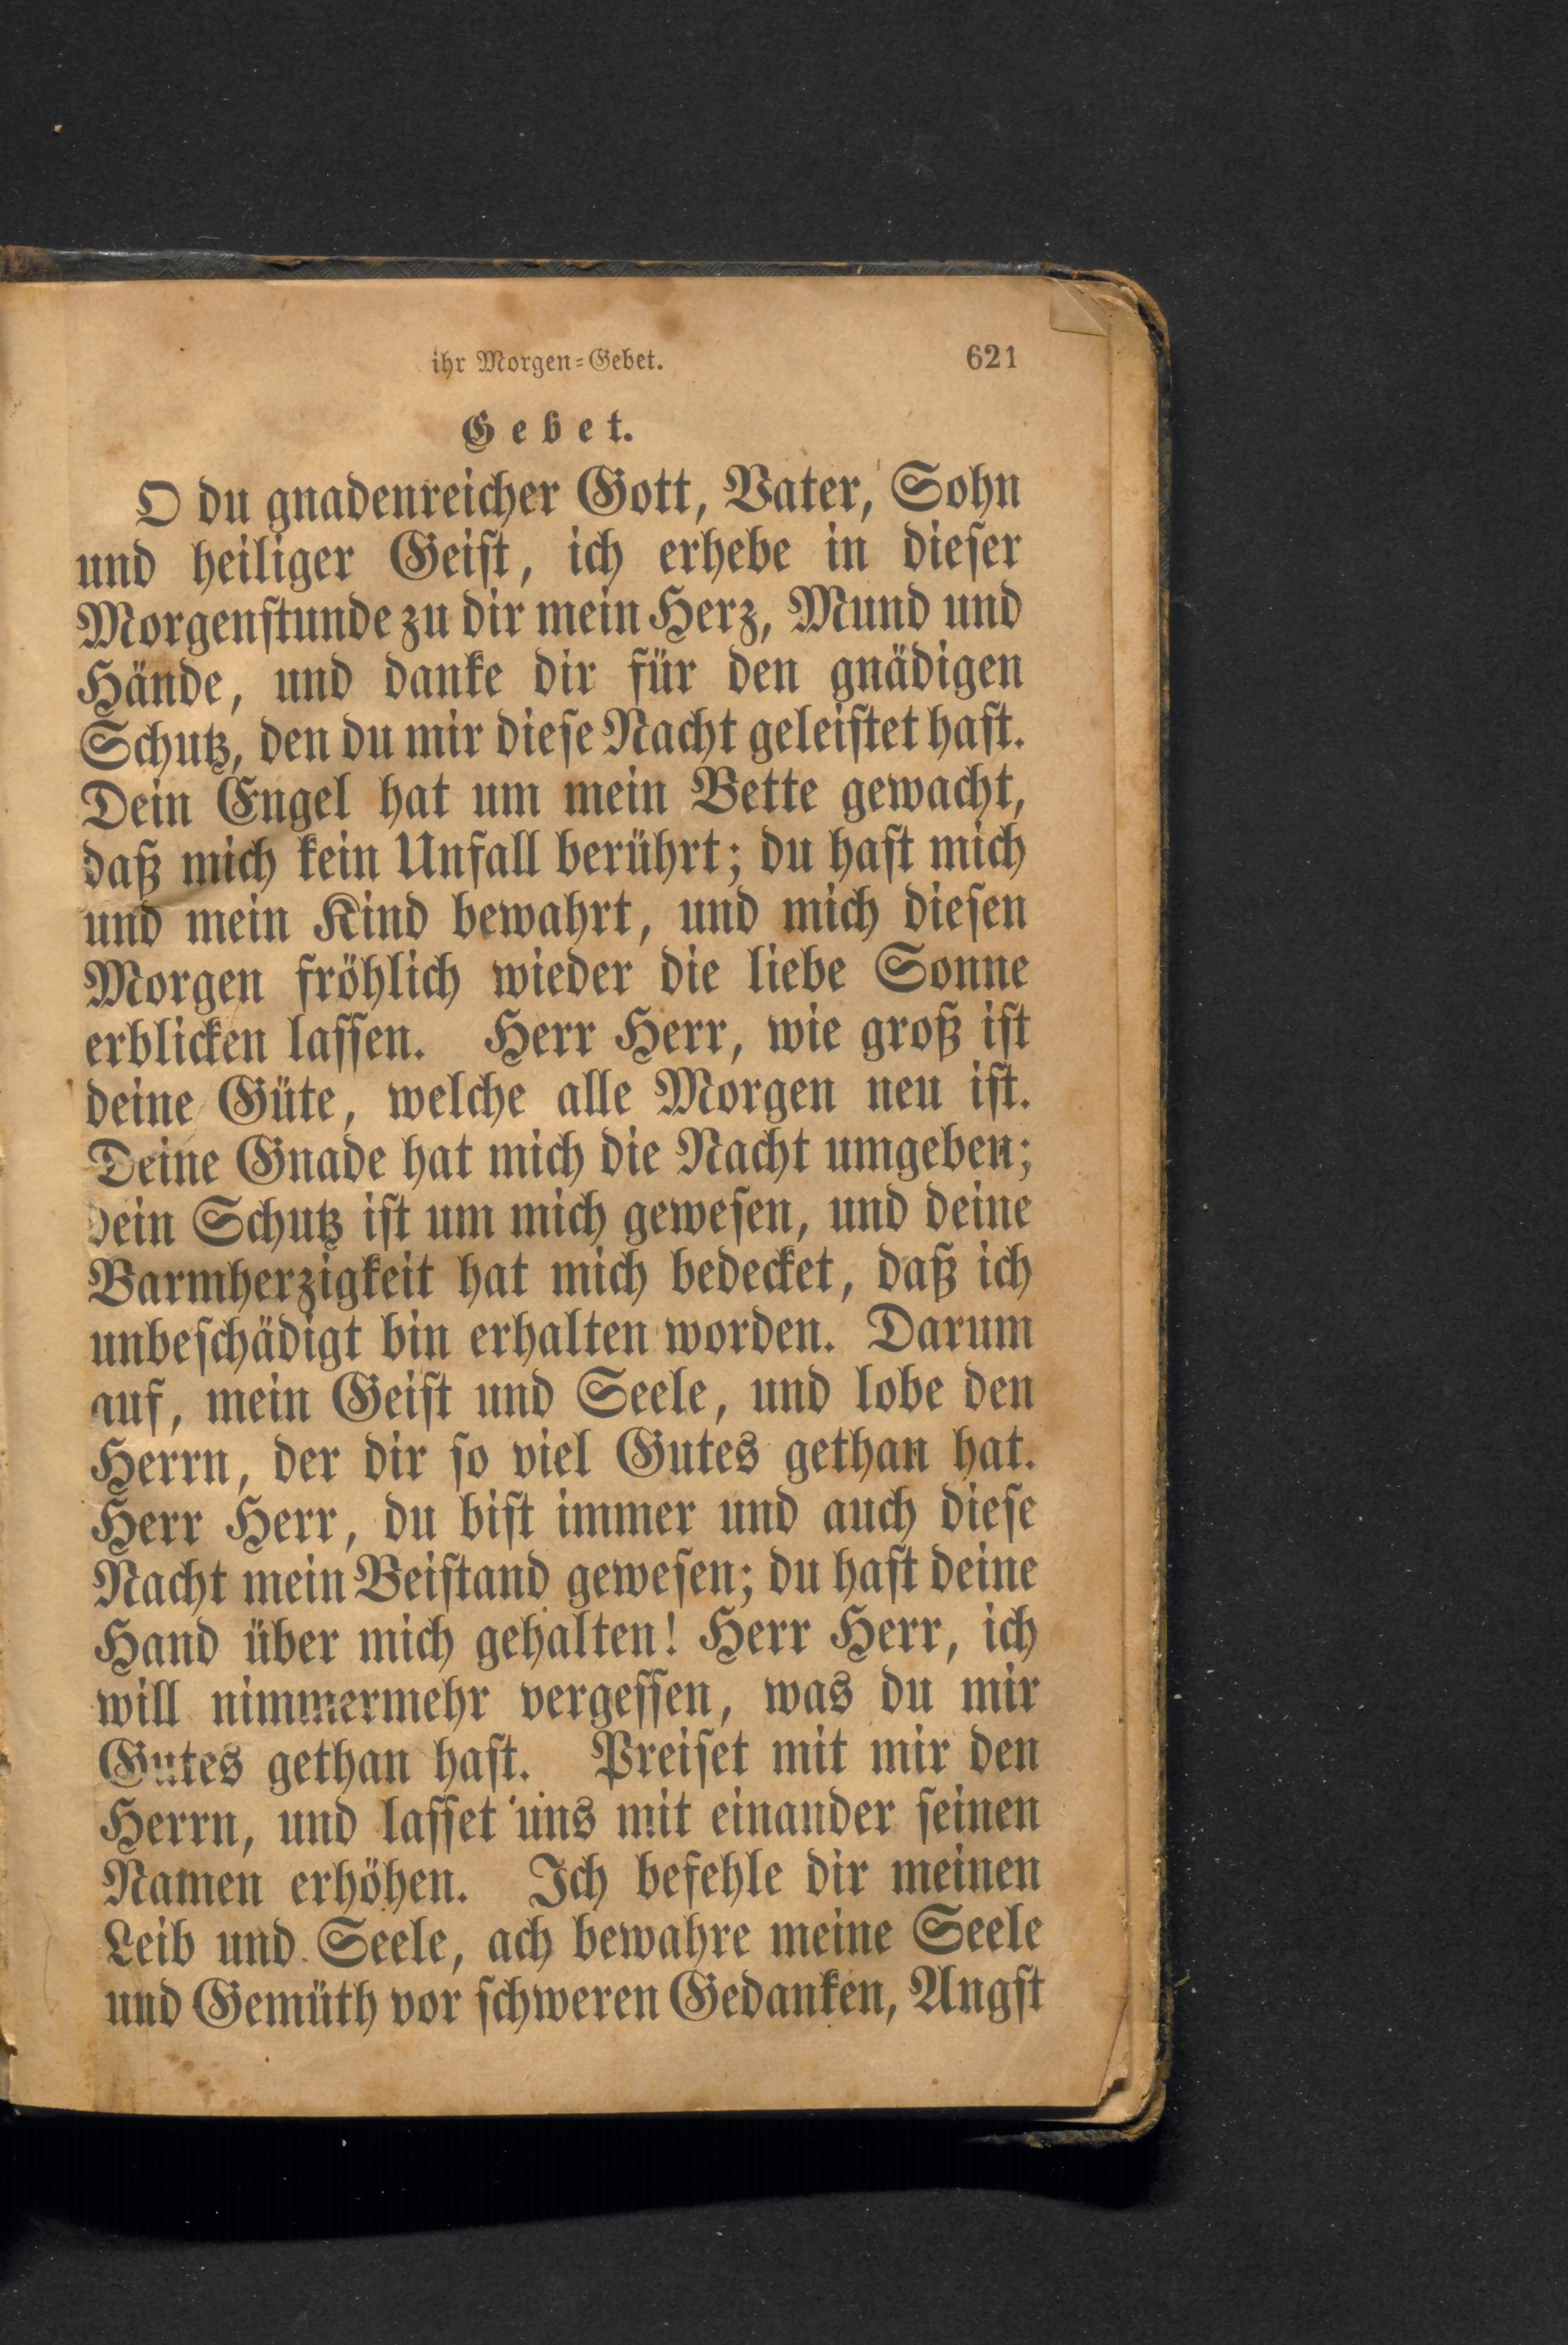 ihr Morgen-Gebet. 621
Gebet.
O du gnadenreicher Gott, Vater, Sohn
und heiliger Geist, ich erhebe in dieser
Morgenstunde zu dir mein Herz, Mund und
Hände, und danke dir für den gnädigen
Schutz, den du mir diese Nacht geleistet hast.
Dein Engel hat um mein Bette gewacht,
daß mich kein Unfall berührt; du hast mich
und mein Kind bewahrt, und mich diesen
Morgen fröhlich wieder die liebe Sonne
erblicken lassen. Herr Herr, wie groß ist
deine Güte, welche alle Morgen neu ist.
Deine Gnade hat mich die Nacht umgeben;
dein Schutz ist um mich gewesen, und deine
Barmherzigkeit hat mich bedecket, daß ich
unbeschädigt bin erhalten worden. Darum
auf, mein Geist und Seele, und lobe den
Herrn, der dir so viel Gutes gethan hat.
Herr Herr, du bist immer und auch diese
Nacht mein Beistand gewesen; du hast deine
Hand über mich gehalten! Herr Herr, ich
will nimmermehr vergessen, was du mir
Gutes gethan hast. Preiset mit mir den
Herrn, und lasset uns mit einander seinen
Namen erhöhen. Ich befehle dir meinen
Leib und Seele, ach bewahre meine Seele
und Gemüth vor schweren Gedanken, Angst